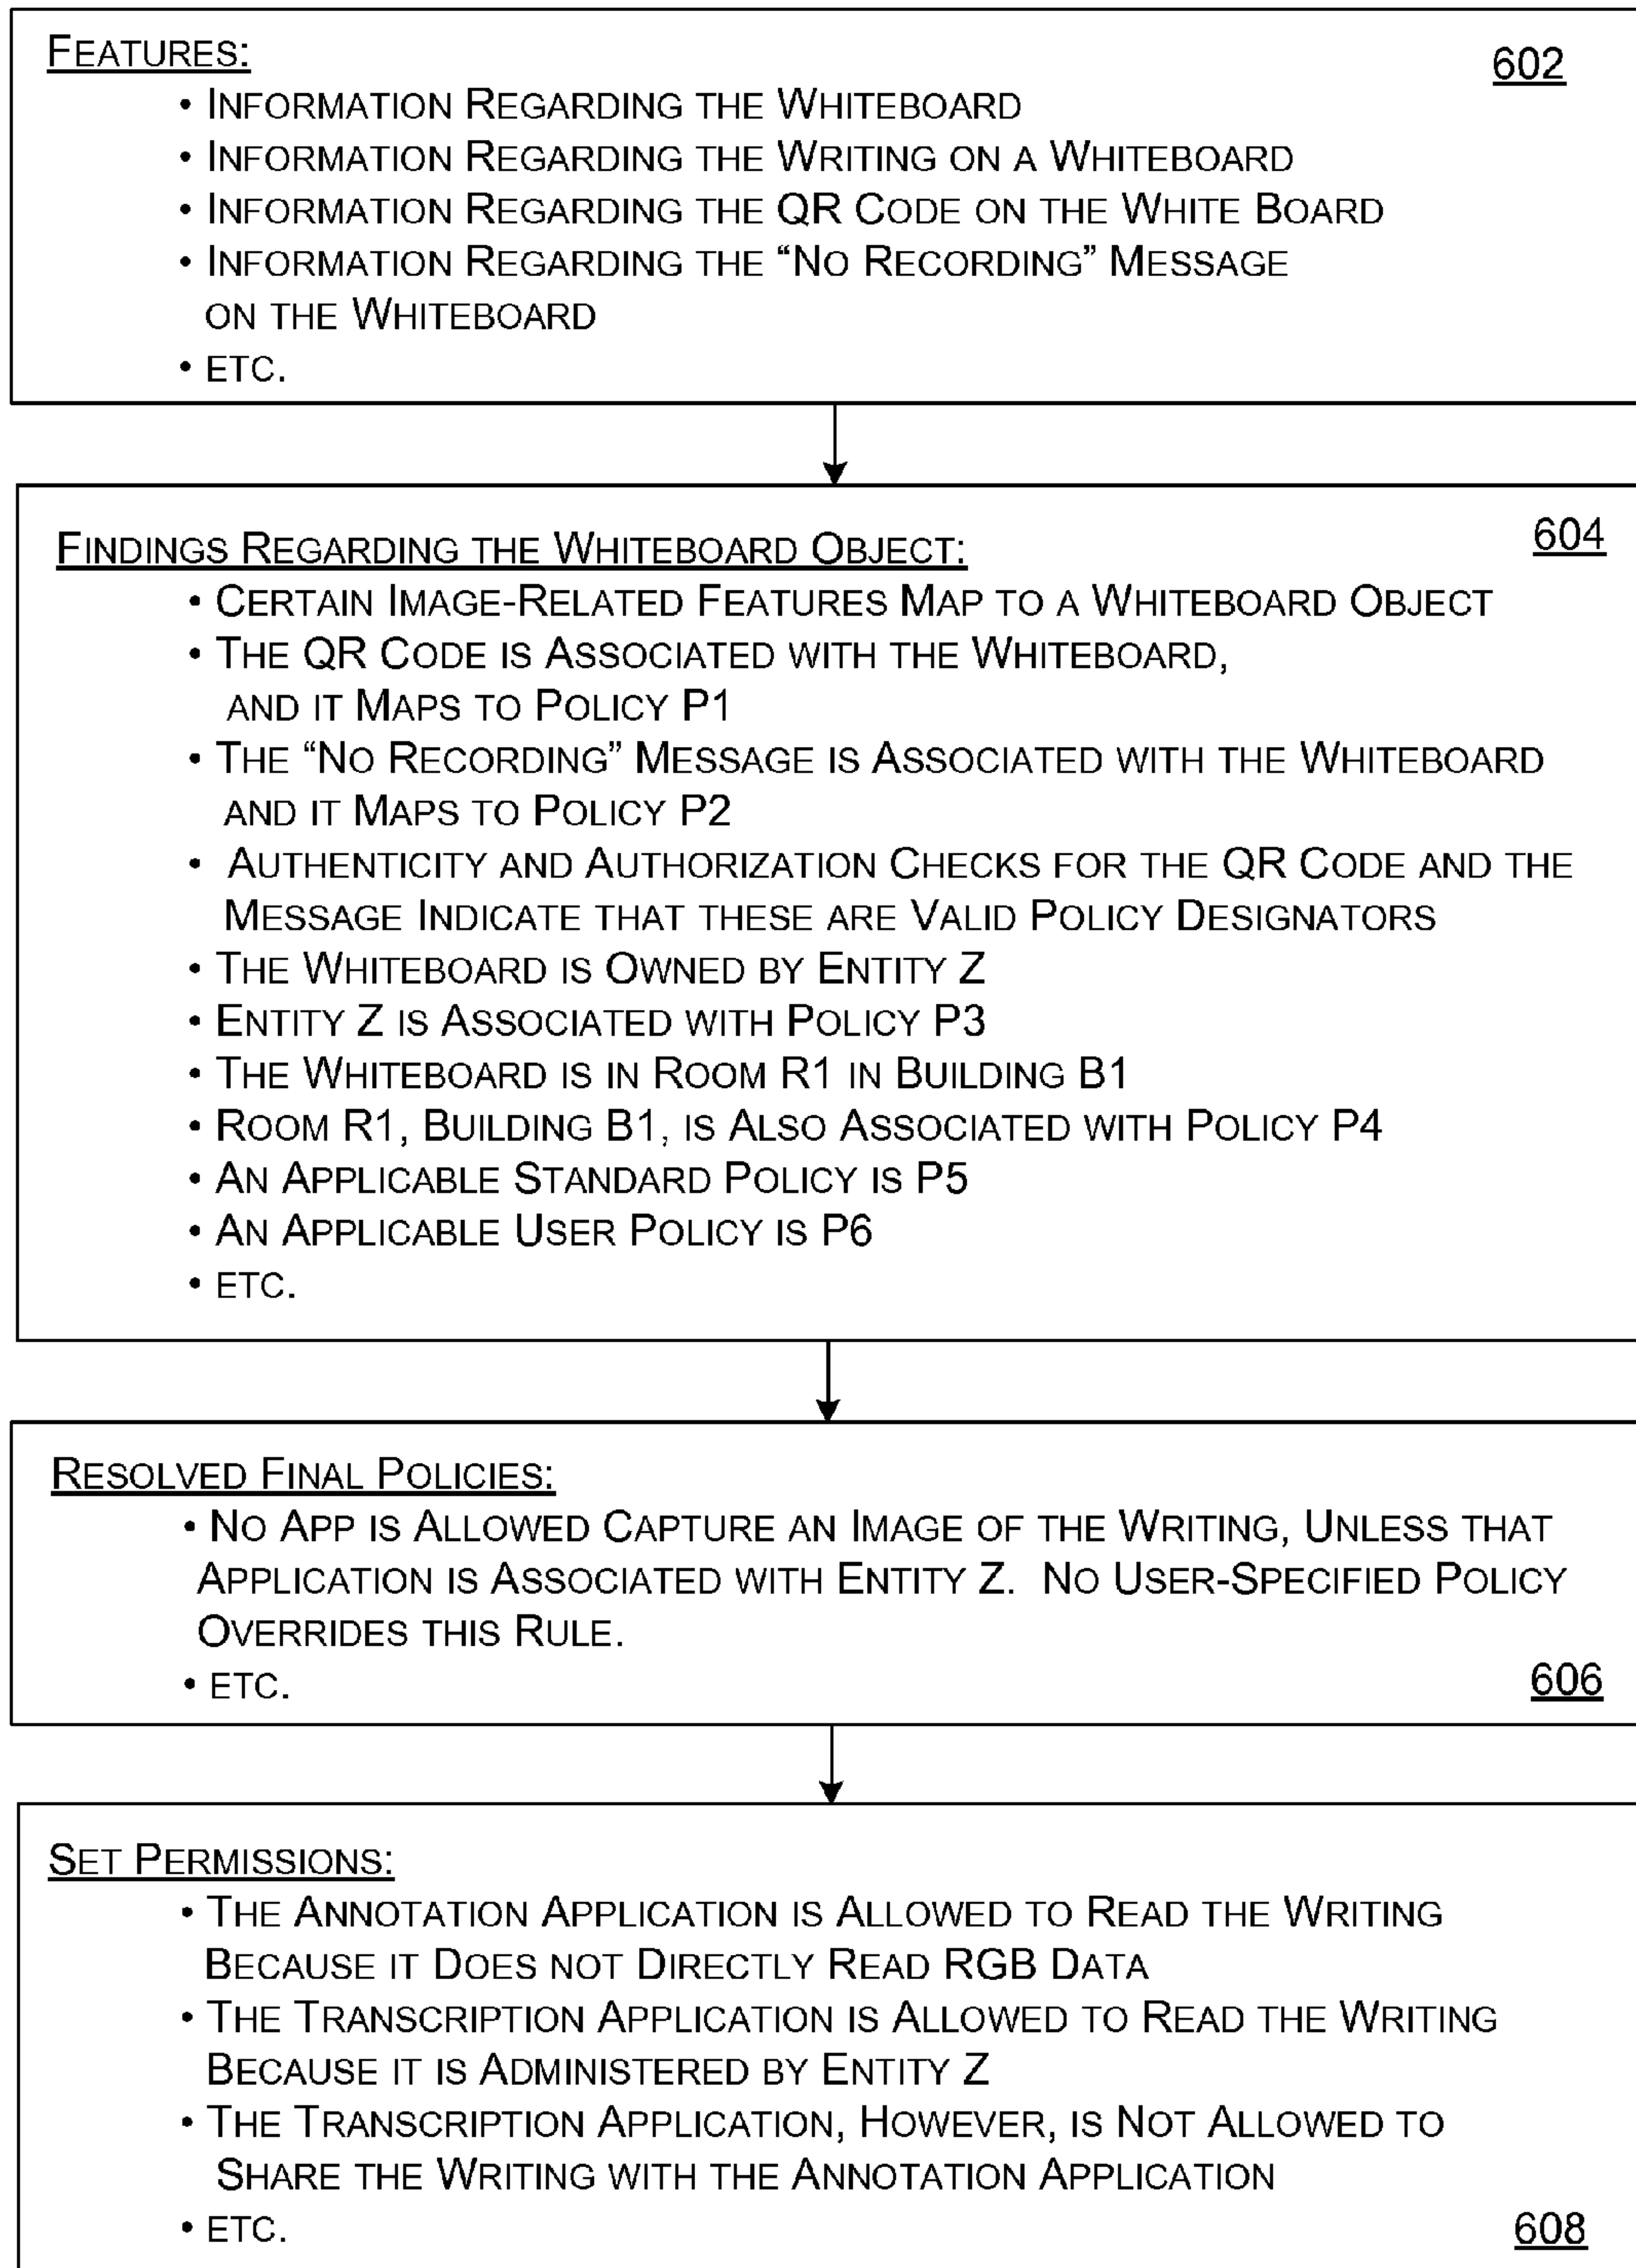 FEATURES:
602
• INFORMATION REGARDING THE WHITEBOARD
• INFORMATION REGARDING THE WRITING ON A WHITEBOARD
• INFORMATION REGARDING THE QR CODE ON THE WHITE BOARD
• INFORMATION REGARDING THE “NO RECORDING” MESSAGE
ON THE WHITEBOARD
• ETC.
604
FINDINGS REGARDING THE WHITEBOARD OBJECT:
• CERTAIN IMAGE-RELATED FEATURES MAP TO A WHITEBOARD OBJECT
• THE QR CODE IS ASSOCIATED WITH THE WHITEBOARD,
AND IT MAPS TO POLICY P1
• THE “NO RECORDING” MESSAGE IS ASSOCIATED WITH THE WHITEBOARD
AND IT MAPS TO POLICY P2
• AUTHENTICITY AND AUTHORIZATION CHECKS FOR THE QR CODE AND THE
MESSAGE INDICATE THAT THESE ARE VALID POLICY DESIGNATORS
• THE WHITEBOARD IS OWNED BY ENTITY Z
• ENTITY Z IS ASSOCIATED WITH POLICY P3
• THE WHITEBOARD IS IN ROOM R1 IN BUILDING B1
• ROOM R1, BUILDING B1, IS ALSO ASSOCIATED WITH POLICY P4
• AN APPLICABLE STANDARD POLICY IS P5
• AN APPLICABLE USER POLICY IS P6
• ETC.
RESOLVED FINAL POLICIES:
• NO APP IS ALLOWED CAPTURE AN IMAGE OF THE WRITING, UNLESS THAT
APPLICATION IS ASSOCIATED WITH ENTITY Z. NO USER-SPECIFIED POLICY
OVERRIDES THIS RULE.
• ETC.
606
SET PERMISSIONS:
• THE ANNOTATION APPLICATION IS ALLOWED TO READ THE WRITING
BECAUSE IT DOES NOT DIRECTLY READ RGB DATA
• THE TRANSCRIPTION APPLICATION IS ALLOWED TO READ THE WRITING
BECAUSE IT IS ADMINISTERED BY ENTITY Z
• THE TRANSCRIPTION APPLICATION, HOWEVER, IS NOT ALLOWED TO
SHARE THE WRITING WITH THE ANNOTATION APPLICATION
• ETC.
608